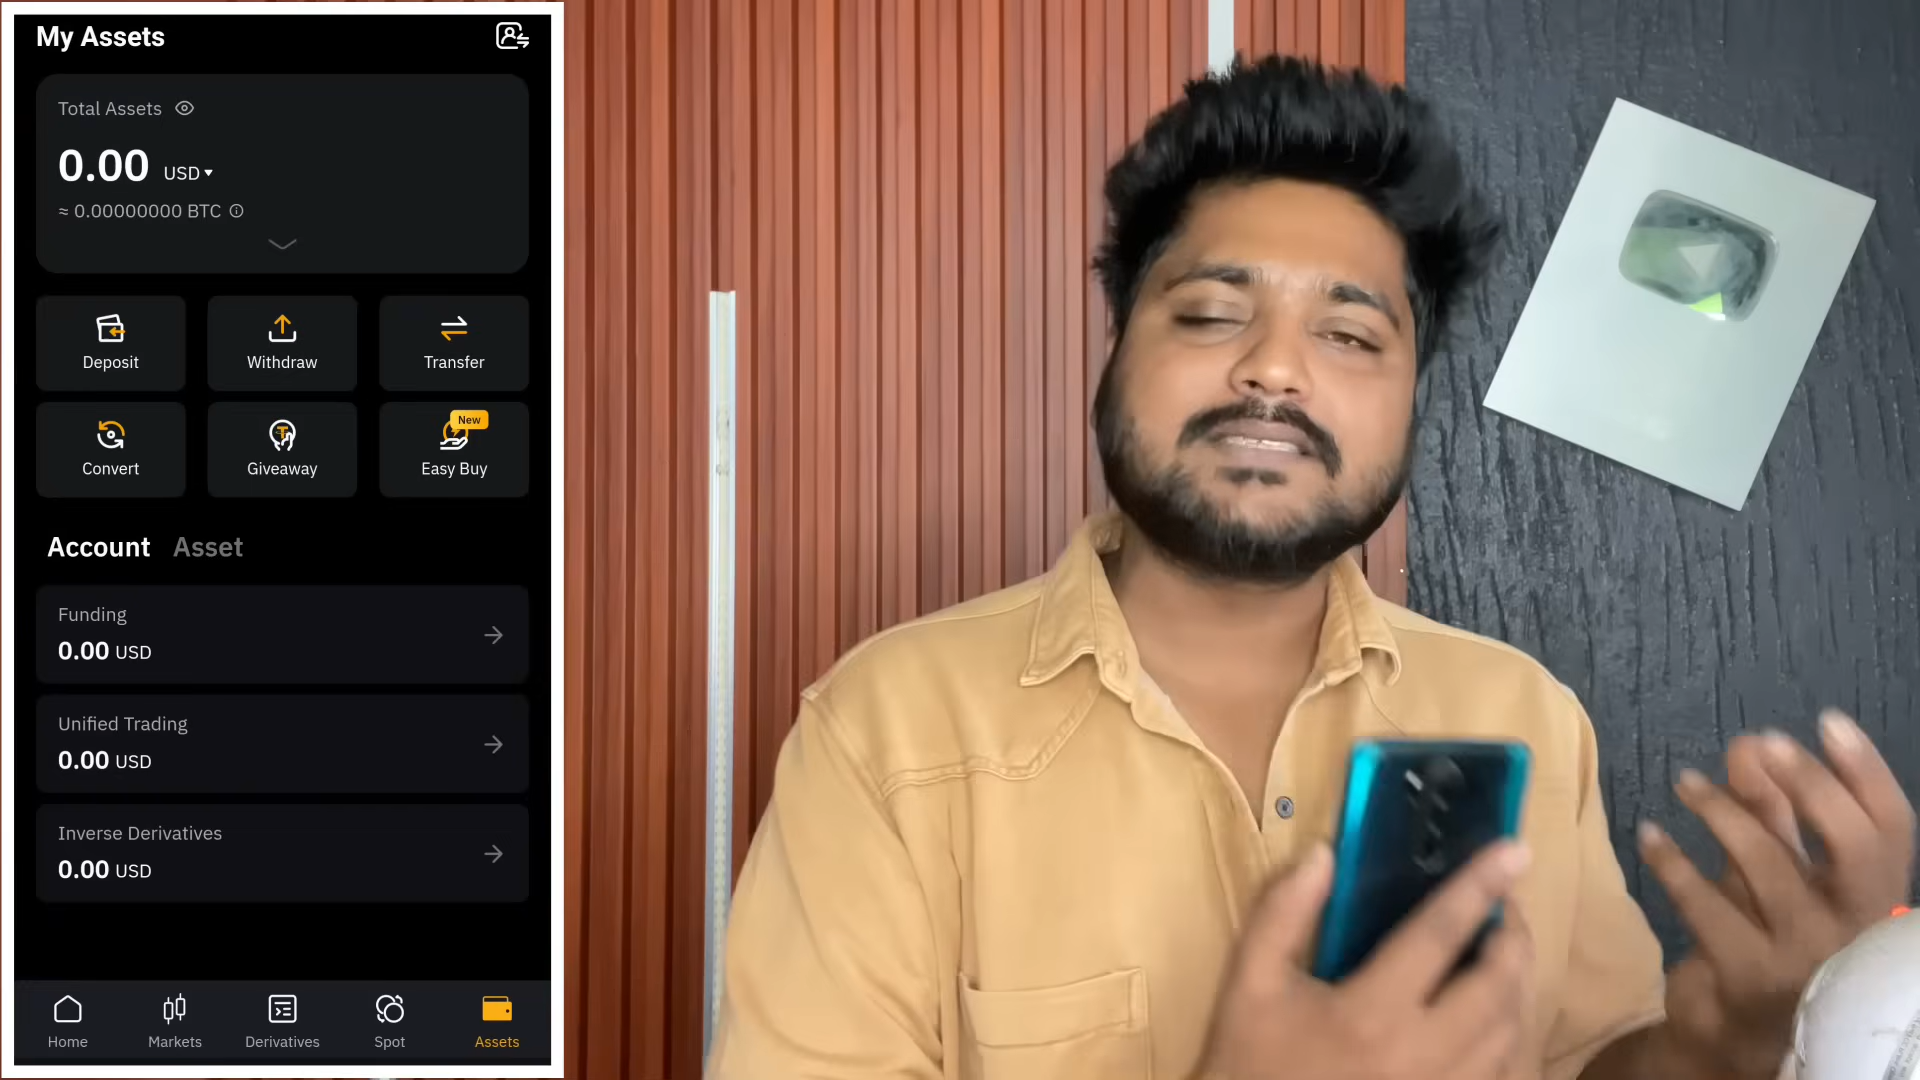 My Assets
Total Assets
0.00 USD
≈ 0.00000000 BTC
Deposit
Withdraw
Transfer
New
Convert
Giveaway
Easy Buy
Account Asset
Funding
0.00 USD
Unified Trading
0.00 USD
Inverse Derivatives
0.00 USD
Home
Markets
Derivatives
Spot
Assets